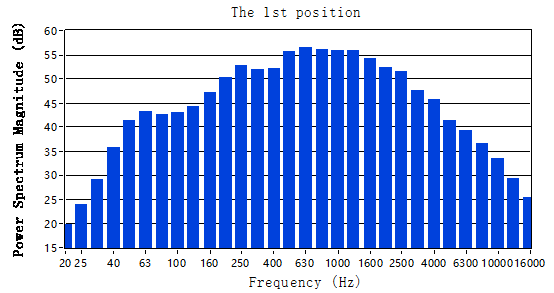 The 1st position
Power Spectrum Magnitude (dB)
60
55
50
45
40
35
30
25
20
15
20 25 40 63 100 160 250 400 630 1000 1600 2500 4000 6300 10000 16000
Frequency (Hz)